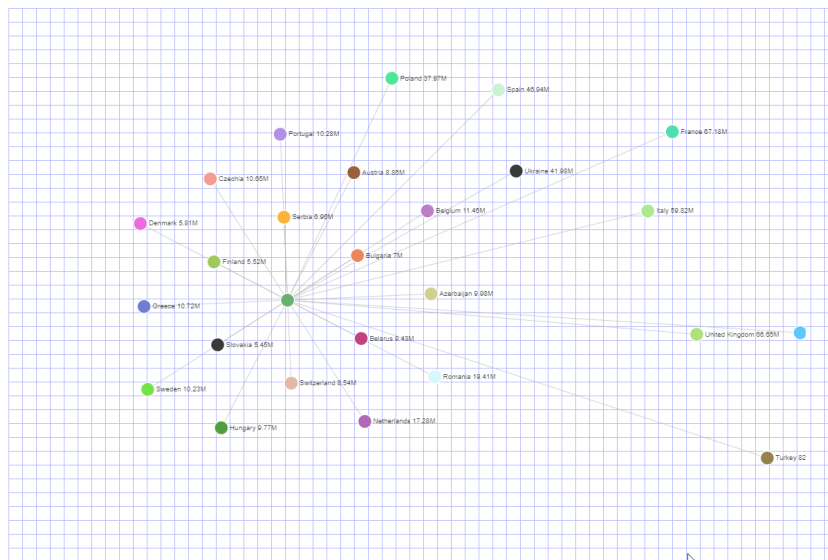 Poland 37.97M
Spain 46.94M
France 67.18M
Portugal 10.28M
Austria 8.86M
Ukraine 41.98M
Czechia 10.65M
Belgium 11.46M
Italy 59.82M
Serbia 6.96M
Denmark 5.81M
Bulgaria 7M
Finland 5.52M
Azerbaijan 9.98M
Greece 10.72M
United Kingdom 66.65M
Belarus 9.43M
Slovakia 5.45M
Romania 19.41M
Switzerland 8.54M
Sweden 10.23M
Netherlands 17.28M
Hungary 9.77M
Turkey 82